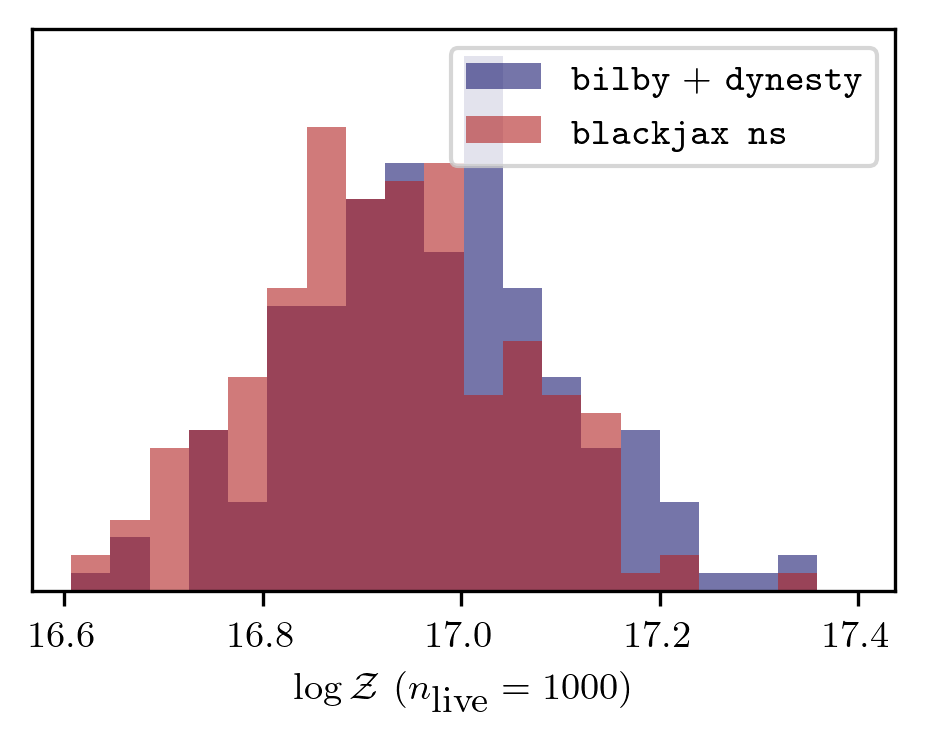 bilby + dynesty
blackjax ns
16.6 16.8 17.0 17.2 17.4
log 𝒵 (n_live = 1000)